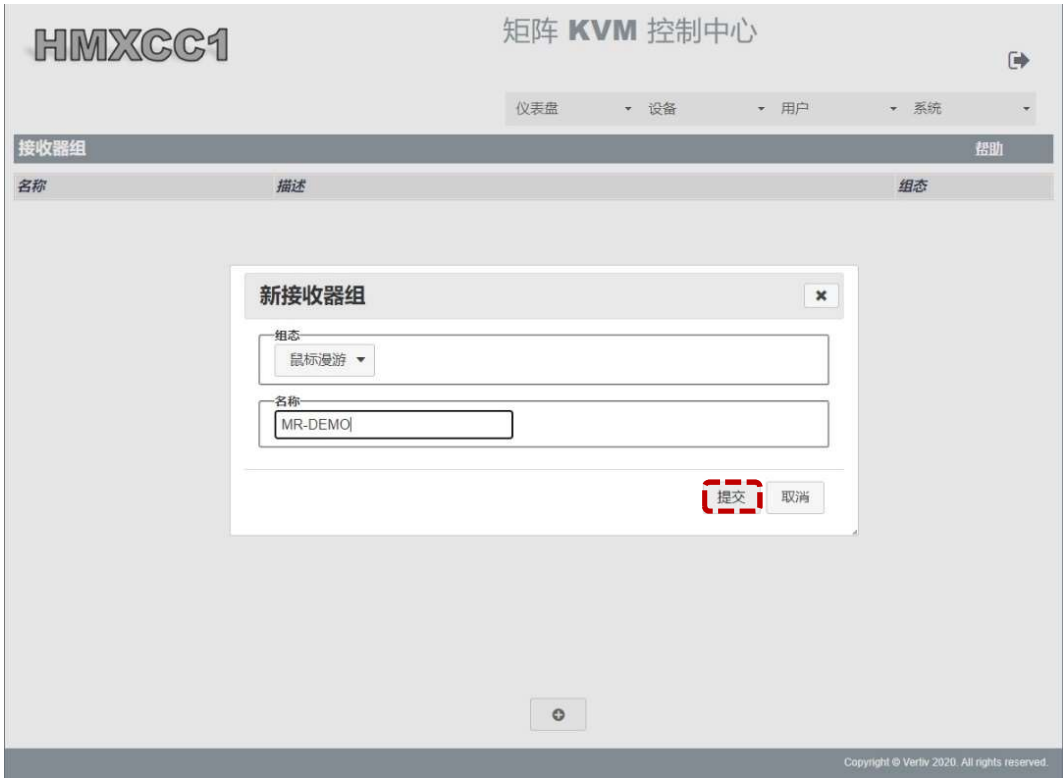 HMXCC1
矩阵 KVM 控制中心
仪表盘 设备 用户 系统
接收器组 帮助
名称 描述 组态
新接收器组
组态
鼠标漫游
名称
MR-DEMO
提交 取消
Copyright © Vertiv 2020. All rights reserved.